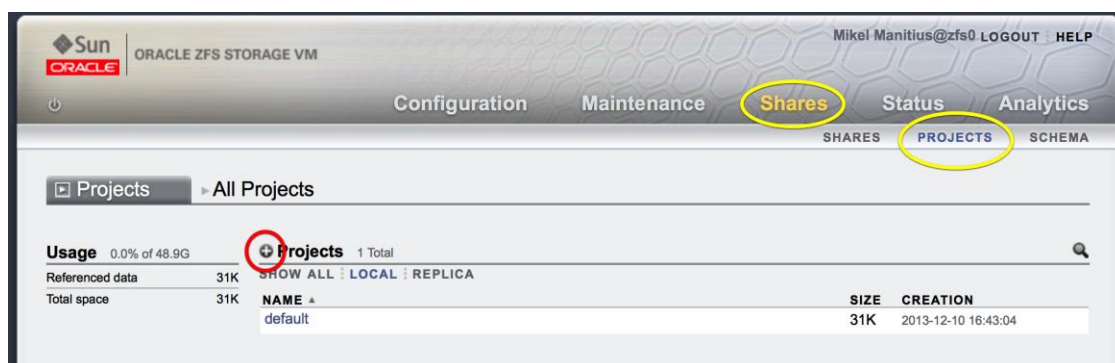 Sun
ORACLE
ORACLE ZFS STORAGE VM
Mikel Manitius@zfs0 LOGOUT HELP
Configuration Maintenance Shares Status Analytics
SHARES PROJECTS SCHEMA
Projects All Projects
Usage 0.0% of 48.9G
Referenced data 31K
Total space 31K
Projects 1 Total
SHOW ALL LOCAL REPLICA
NAME SIZE CREATION
default 31K 2013-12-10 16:43:04